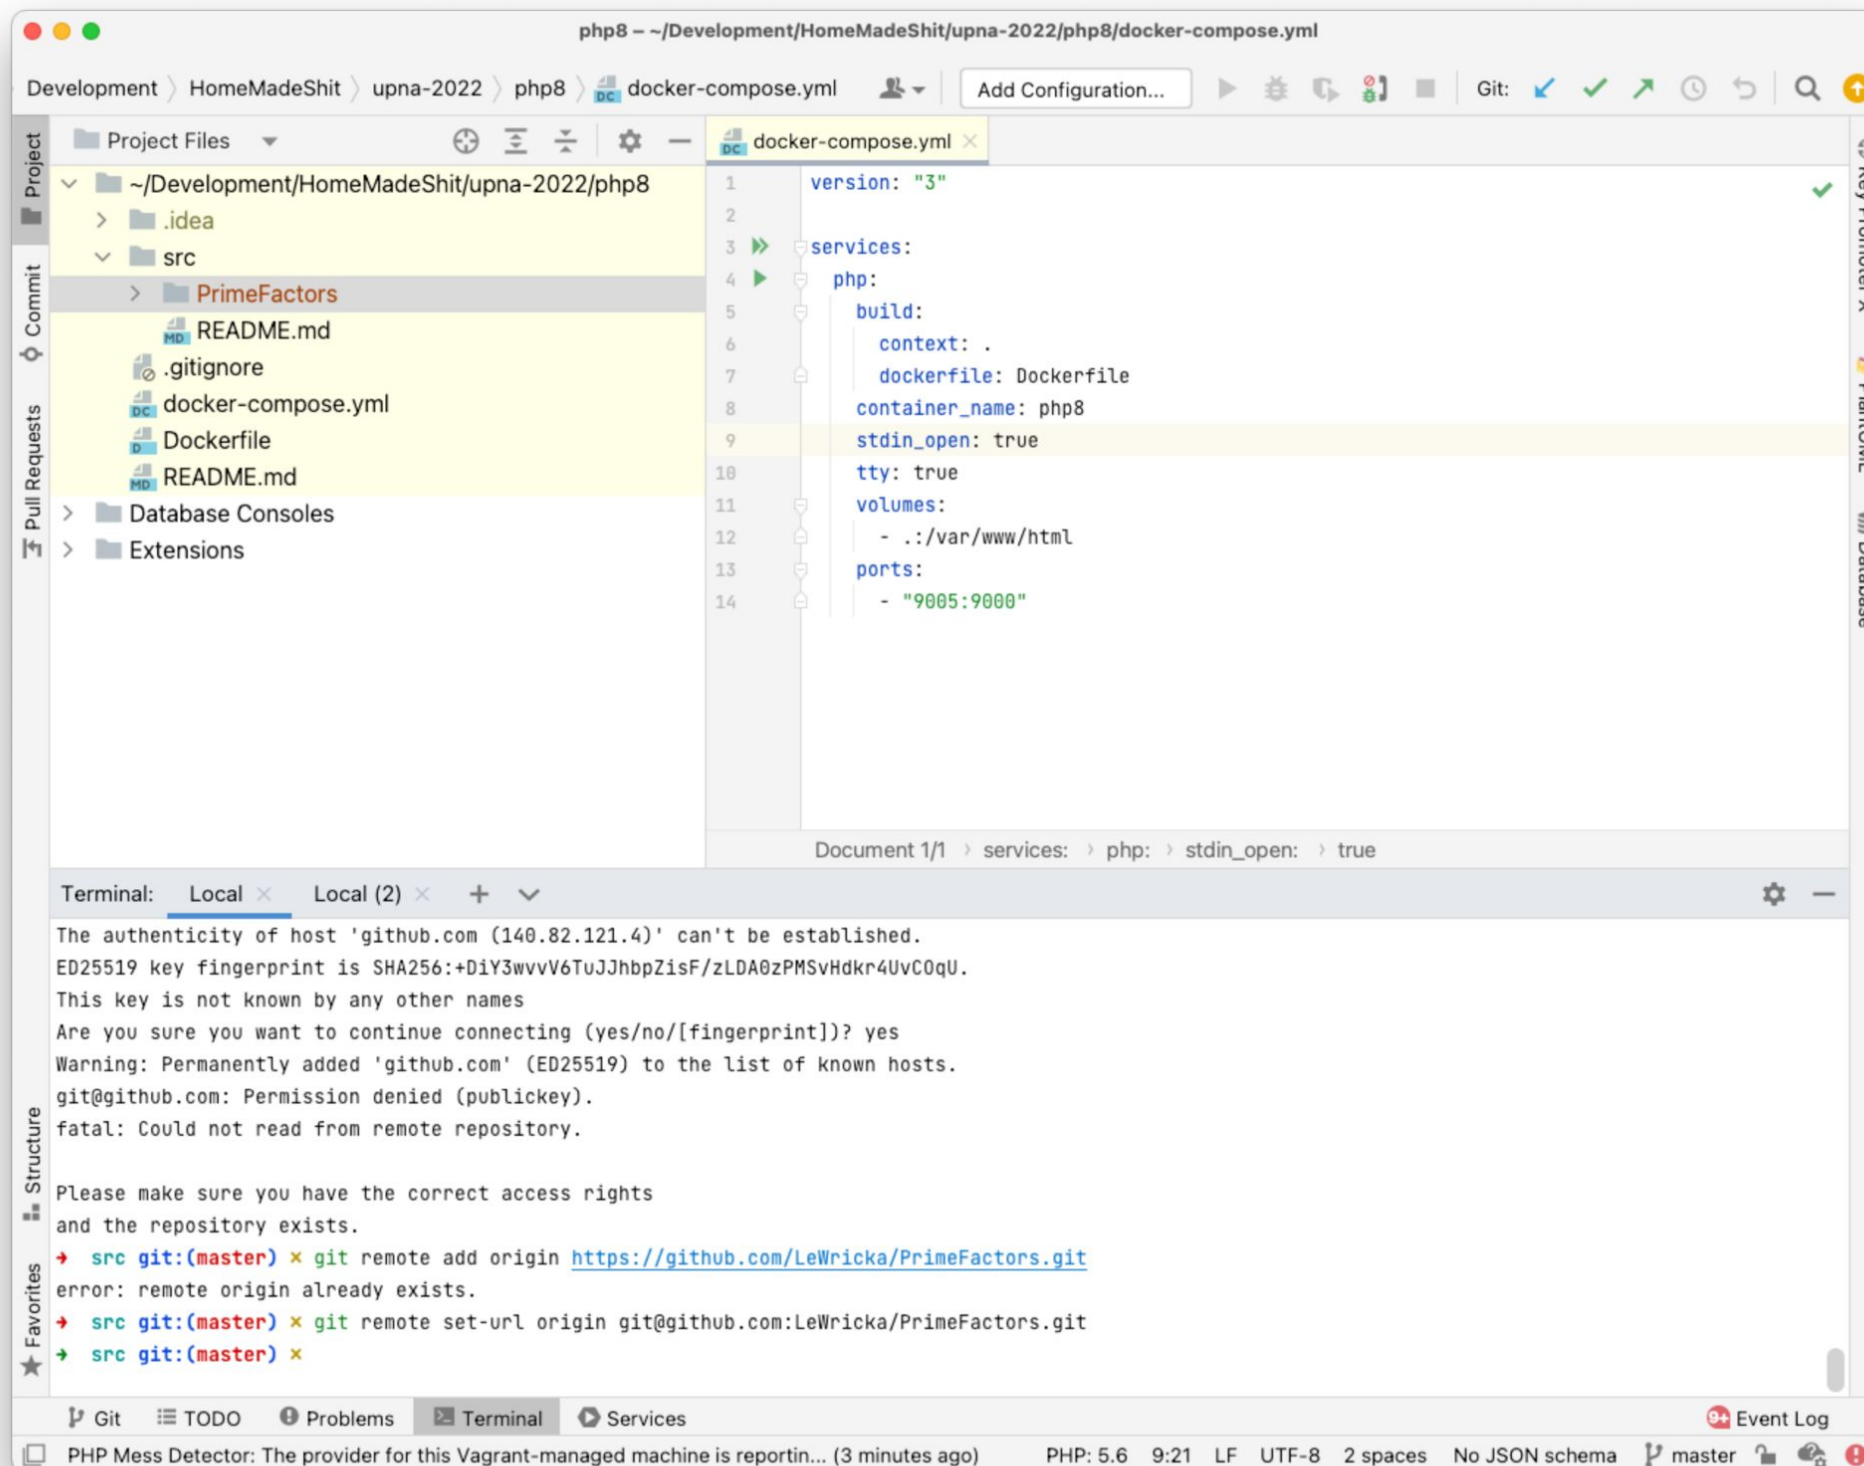 php8 – ~/Development/HomeMadeShit/upna-2022/php8/docker-compose.yml
Development HomeMadeShit upna-2022 php8 docker-compose.yml Add Configuration... Git:
Project Files
docker-compose.yml
Project
Commit
Pull Requests
Structure
Favorites
~/Development/HomeMadeShit/upna-2022/php8
.idea
src
PrimeFactors
README.md
.gitignore
docker-compose.yml
Dockerfile
README.md
Database Consoles
Extensions
1 version: "3"
2
3 services:
4 php:
5 build:
6 context: .
7 dockerfile: Dockerfile
8 container_name: php8
9 stdin_open: true
10 tty: true
11 volumes:
12 - .:/var/www/html
13 ports:
14 - "9005:9000"
Document 1/1 › services: › php: › stdin_open: › true
Database
Terminal: Local Local (2)
The authenticity of host 'github.com (140.82.121.4)' can't be established.
ED25519 key fingerprint is SHA256:+DiY3wvvV6TuJJhbpZisF/zLDA0zPMSvHdkr4UvCOqU.
This key is not known by any other names
Are you sure you want to continue connecting (yes/no/[fingerprint])? yes
Warning: Permanently added 'github.com' (ED25519) to the list of known hosts.
git@github.com: Permission denied (publickey).
fatal: Could not read from remote repository.
Please make sure you have the correct access rights
and the repository exists.
→ src git:(master) × git remote add origin https://github.com/LeWricka/PrimeFactors.git
error: remote origin already exists.
→ src git:(master) × git remote set-url origin git@github.com:LeWricka/PrimeFactors.git
→ src git:(master) ×
Git TODO Problems Terminal Services 9+ Event Log
PHP Mess Detector: The provider for this Vagrant-managed machine is reportin... (3 minutes ago) PHP: 5.6 9:21 LF UTF-8 2 spaces No JSON schema master